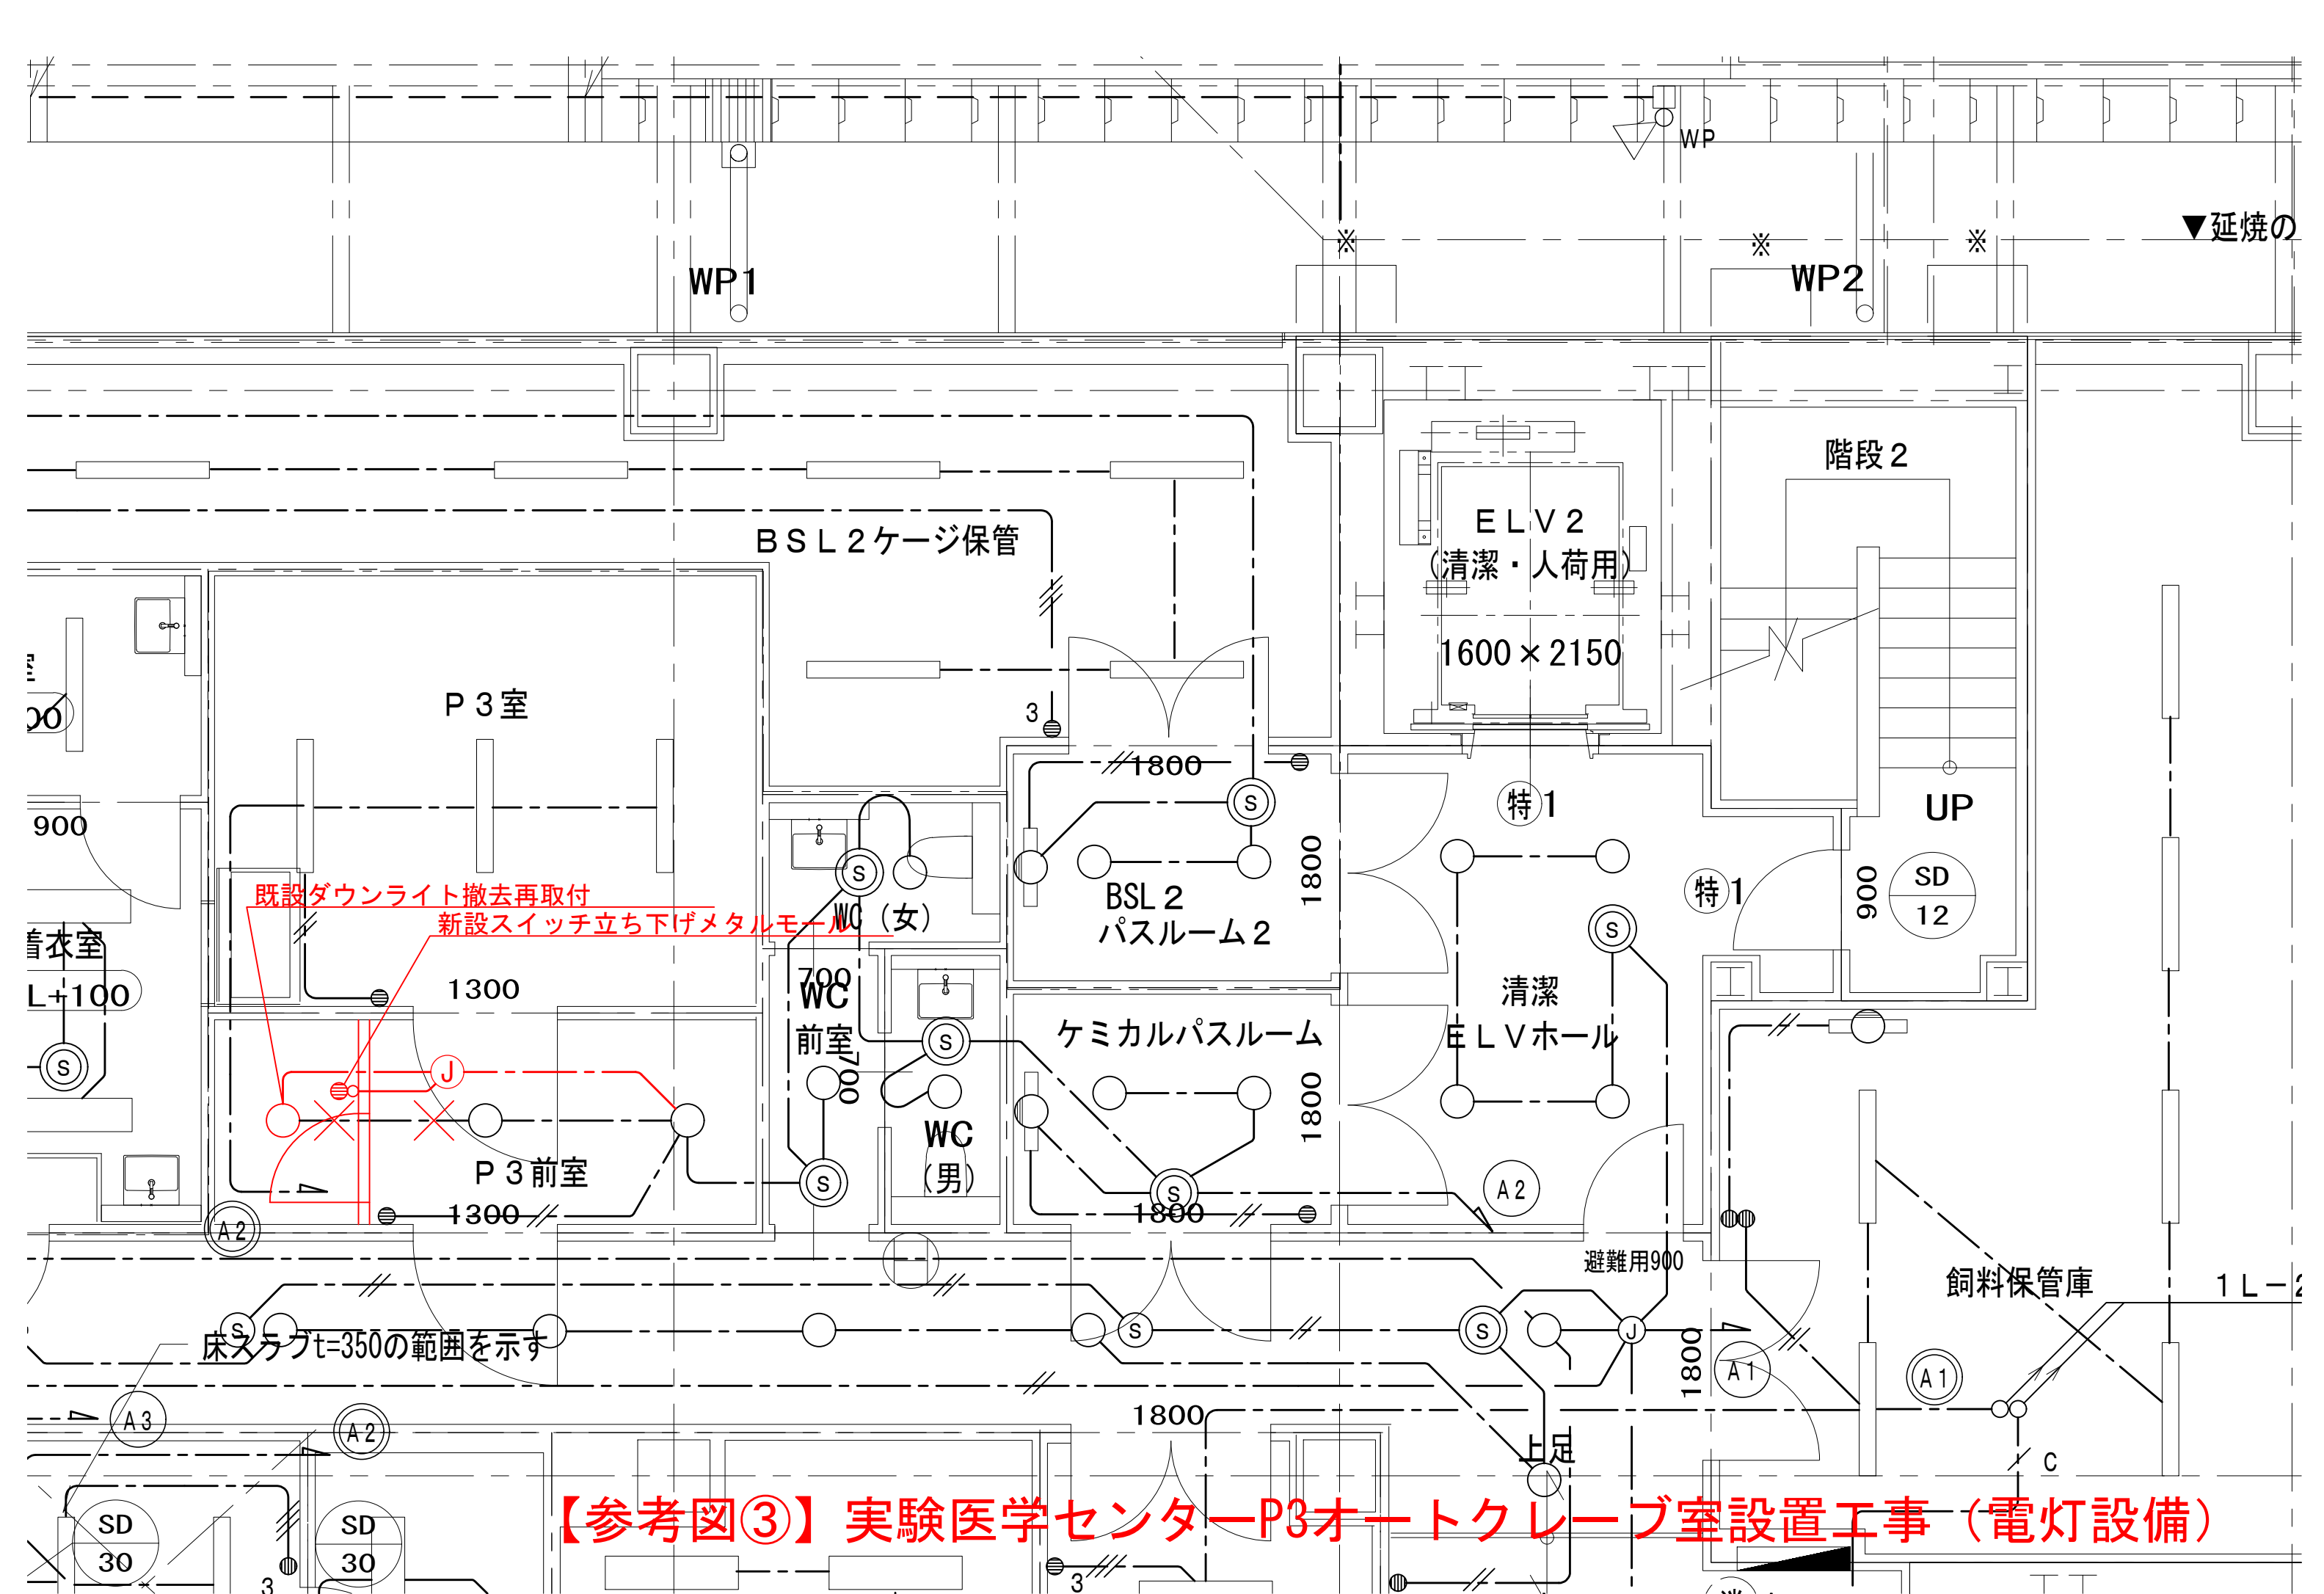 WP
▼延焼の
※
※
※
WP1
WP2
階段２
ＥＬＶ２
(清潔・人荷用)
1600×2150
ＢＳＬ２ケージ保管
Ｐ３室
3
1800
特1
UP
900
S
特1
900
SD
12
1800
BSL２
パスルーム２
S
WC（女）
既設ダウンライト撤去再取付
新設スイッチ立ち下げメタルモール
着衣室
L+100
1300
700
WC
前室
700
S
清潔
ＥＬＶホール
ケミカルパスルーム
S
S
J
1800
WC
(男)
Ｐ３前室
S
S
A2
1800
1300
A2
避難用900
飼料保管庫
１Ｌ－2
S
S
S
J
床スラブt=350の範囲を示す
1800
A1
A1
A3
A2
1800
上足
C
【参考図③】実験医学センターP3オートクレーブ室設置工事（電灯設備）
SD
30
SD
30
3
3